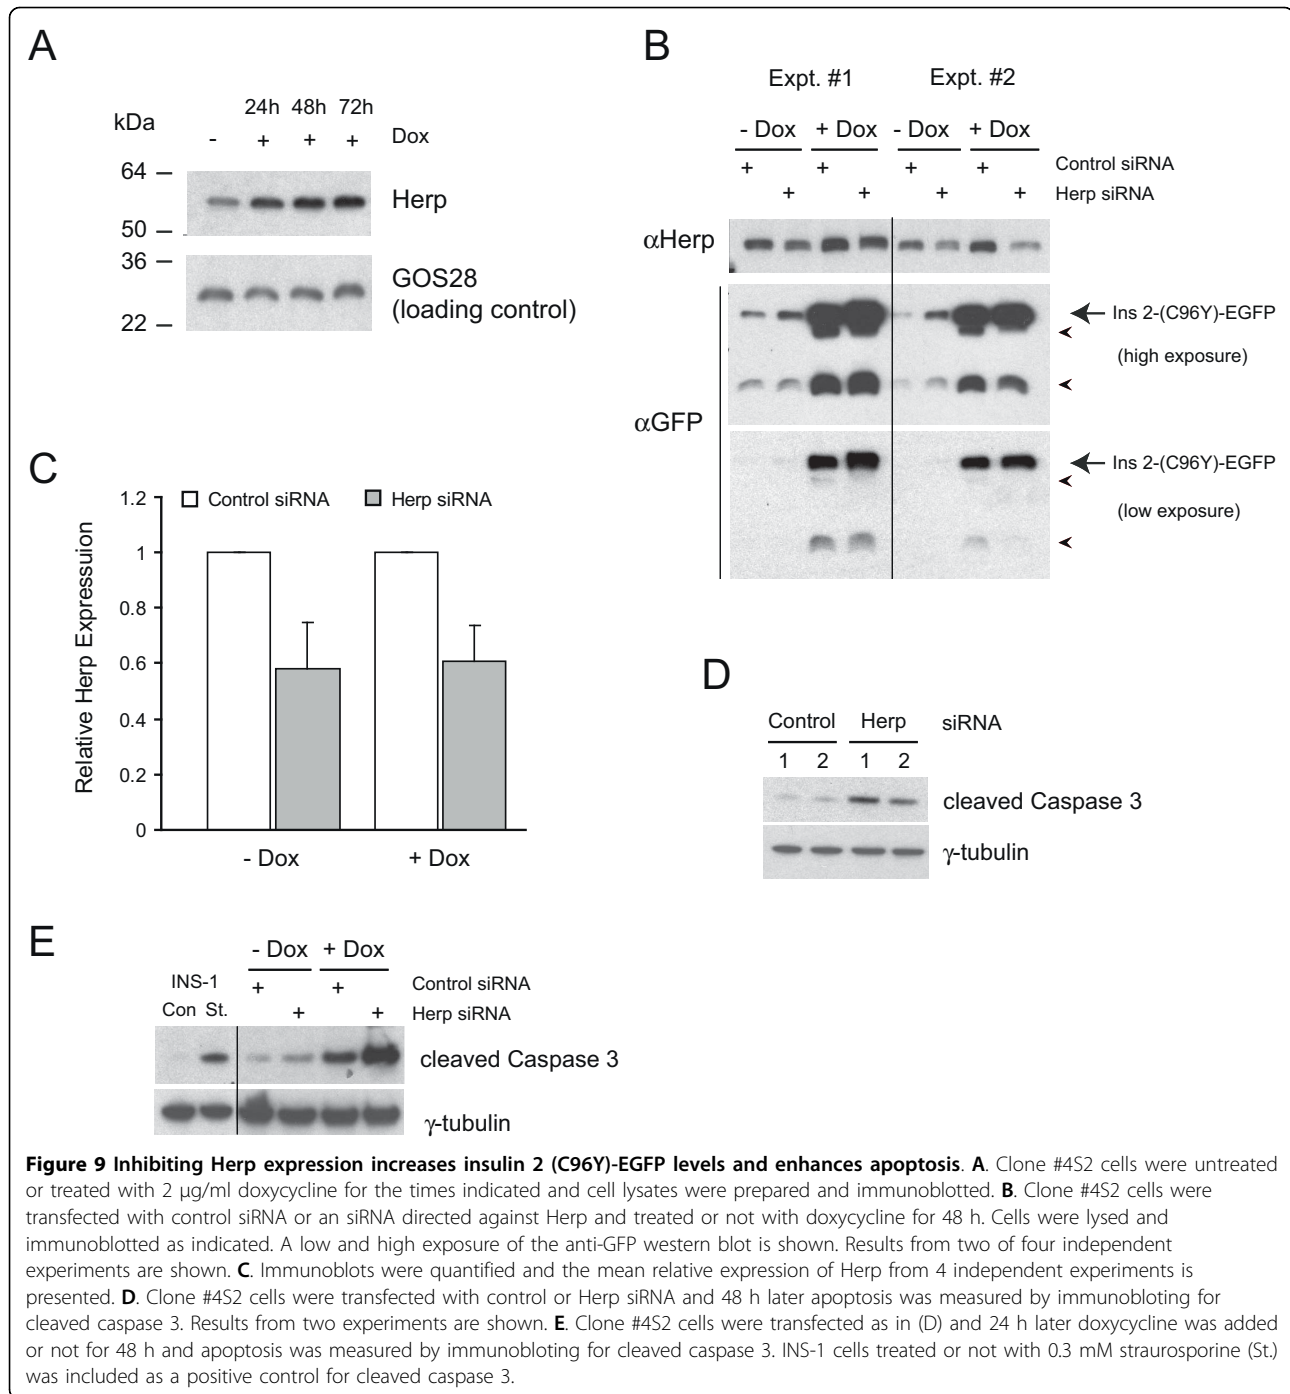 A
24h 48h 72h
kDa
- + + + Dox
64
Herp
50
36
GOS28
(loading control)
22
B
Expt. #1 Expt. #2
- Dox + Dox - Dox + Dox
+ + + + Control siRNA
+ + + + Herp siRNA
αHerp
Ins 2-(C96Y)-EGFP
(high exposure)
αGFP
Ins 2-(C96Y)-EGFP
(low exposure)
C
Control siRNA Herp siRNA
Relative Herp Expression
1.2
1
0.8
0.6
0.4
0.2
0
- Dox + Dox
D
Control Herp siRNA
1 2 1 2
cleaved Caspase 3
γ-tubulin
E
- Dox + Dox
INS-1
+ + Control siRNA
Con St.
+ + Herp siRNA
cleaved Caspase 3
γ-tubulin
Figure 9 Inhibiting Herp expression increases insulin 2 (C96Y)-EGFP levels and enhances apoptosis. A. Clone #4S2 cells were untreated
or treated with 2 μg/ml doxycycline for the times indicated and cell lysates were prepared and immunoblotted. B. Clone #4S2 cells were
transfected with control siRNA or an siRNA directed against Herp and treated or not with doxycycline for 48 h. Cells were lysed and
immunoblotted as indicated. A low and high exposure of the anti-GFP western blot is shown. Results from two of four independent
experiments are shown. C. Immunoblots were quantified and the mean relative expression of Herp from 4 independent experiments is
presented. D. Clone #4S2 cells were transfected with control or Herp siRNA and 48 h later apoptosis was measured by immunobloting for
cleaved caspase 3. Results from two experiments are shown. E. Clone #4S2 cells were transfected as in (D) and 24 h later doxycycline was added
or not for 48 h and apoptosis was measured by immunobloting for cleaved caspase 3. INS-1 cells treated or not with 0.3 mM straurosporine (St.)
was included as a positive control for cleaved caspase 3.